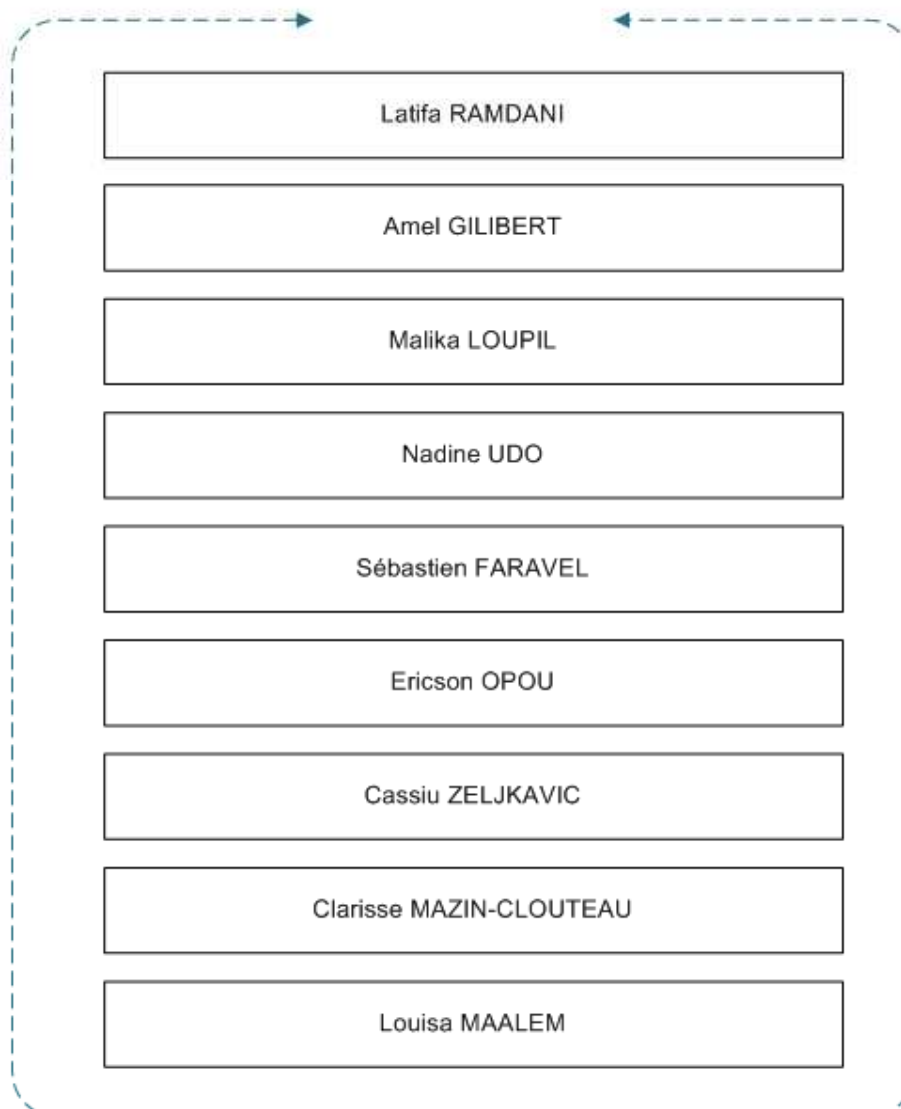 Latifa RAMDANI
Amel GILIBERT
Malika LOUPIL
Nadine UDO
Sébastien FARAVEL
Ericson OPOU
Cassiu ZELJKAVIC
Clarisse MAZIN-CLOUTEAU
Louisa MAALEM